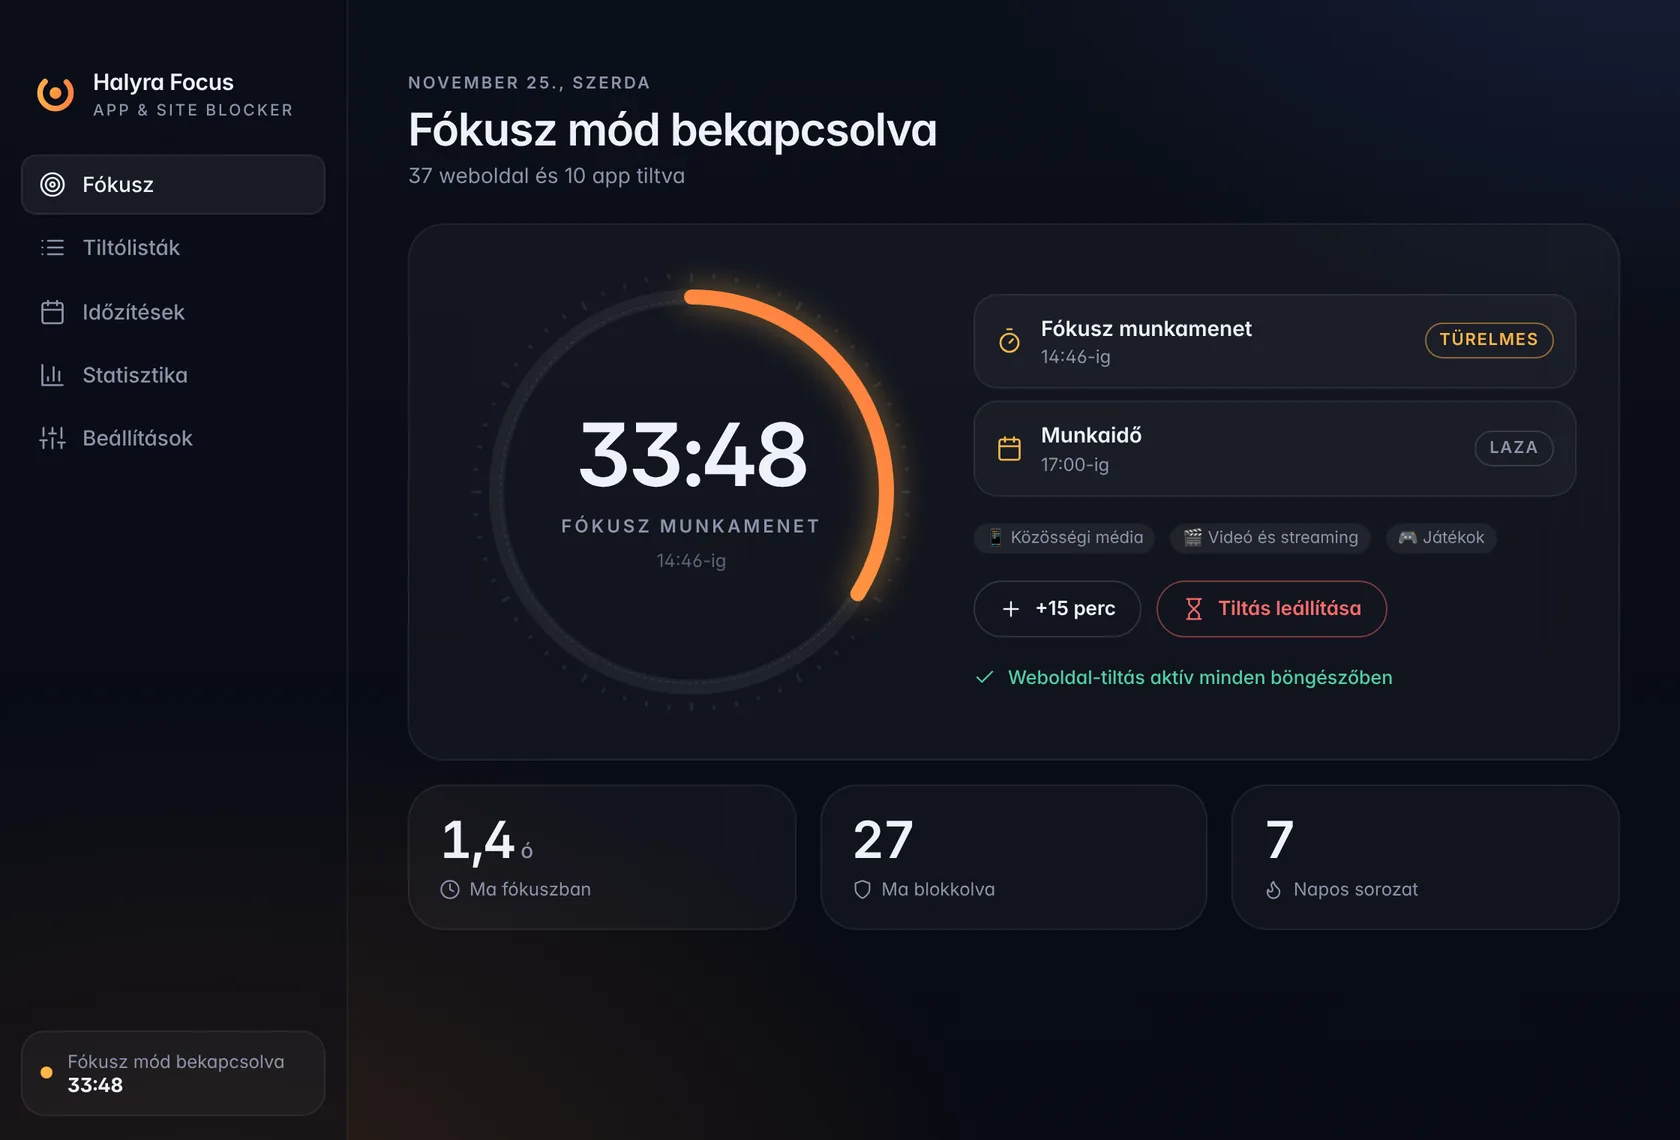 Halyra Focus
APP & SITE BLOCKER
Fókusz
Tiltólisták
Időzítések
Statisztika
Beállítások
Fókusz mód bekapcsolva
33:48
NOVEMBER 25., SZERDA
Fókusz mód bekapcsolva
37 weboldal és 10 app tiltva
33:48
FÓKUSZ MUNKAMENET
14:46-ig
Fókusz munkamenet
14:46-ig
TÜRELMES
Munkaidő
17:00-ig
LAZA
Közösségi média
Videó és streaming
Játékok
+15 perc
Tiltás leállítása
Weboldal-tiltás aktív minden böngészőben
1,4 ó
Ma fókuszban
27
Ma blokkolva
7
Napos sorozat